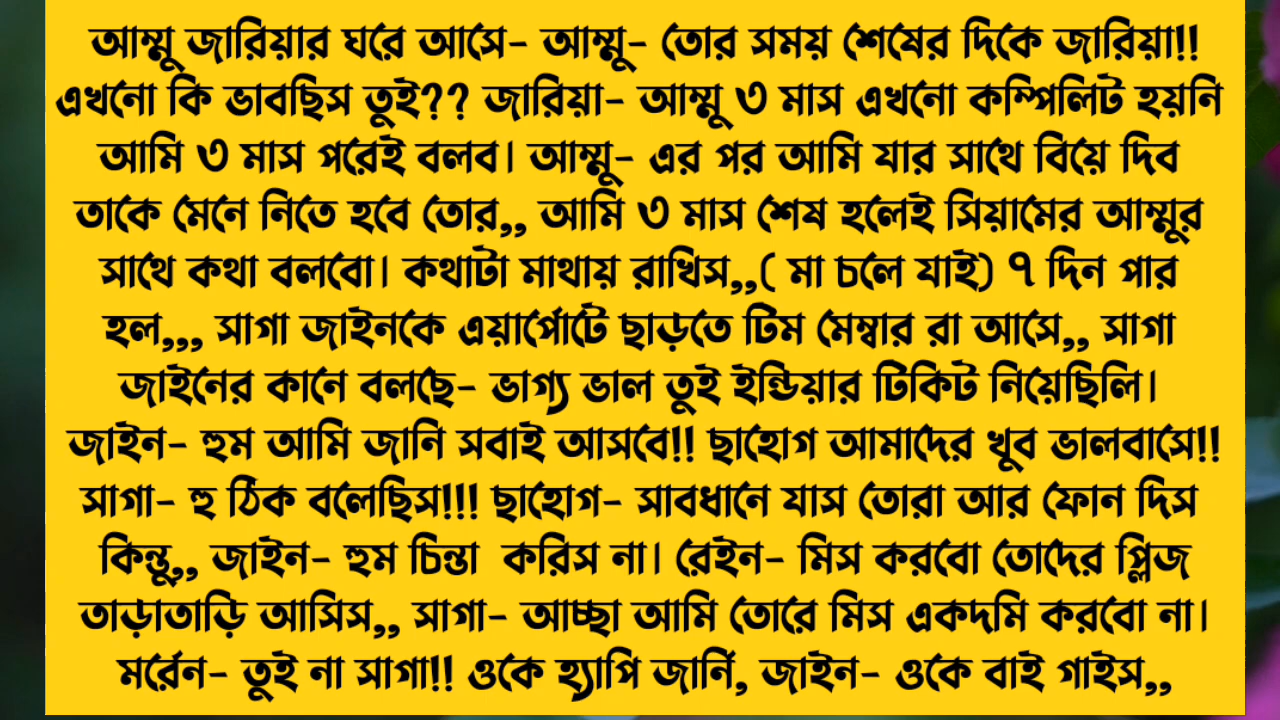 আম্মু জারিয়ার ঘরে আসে- আম্মু- তোর সময় শেষের দিকে জারিয়া!!
এখনো কি ভাবছিস তুই?? জারিয়া- আম্মু ৩ মাস এখনো কম্পিলিট হয়নি
আমি ৩ মাস পরেই বলব। আম্মু- এর পর আমি যার সাথে বিয়ে দিব
তাকে মেনে নিতে হবে তোর,, আমি ৩ মাস শেষ হলেই সিয়ামের আম্মুর
সাথে কথা বলবো। কথাটা মাথায় রাখিস,,( মা চলে যাই) ৭ দিন পার
হল,,, সাগা জাইনকে এয়ার্পোটে ছাড়তে টিম মেম্বার রা আসে,, সাগা
জাইনের কানে বলছে- ভাগ্য ভাল তুই ইন্ডিয়ার টিকিট নিয়েছিলি।
জাইন- হুম আমি জানি সবাই আসবে!! ছাহোগ আমাদের খুব ভালবাসে!!
সাগা- হু ঠিক বলেছিস!!! ছাহোগ- সাবধানে যাস তোরা আর ফোন দিস
কিন্তু,, জাইন- হুম চিন্তা করিস না। রেইন- মিস করবো তোদের প্লিজ
তাড়াতাড়ি আসিস,, সাগা- আচ্ছা আমি তোরে মিস একদমি করবো না।
মর্রেন- তুই না সাগা!! ওকে হ্যাপি জার্নি, জাইন- ওকে বাই গাইস,,